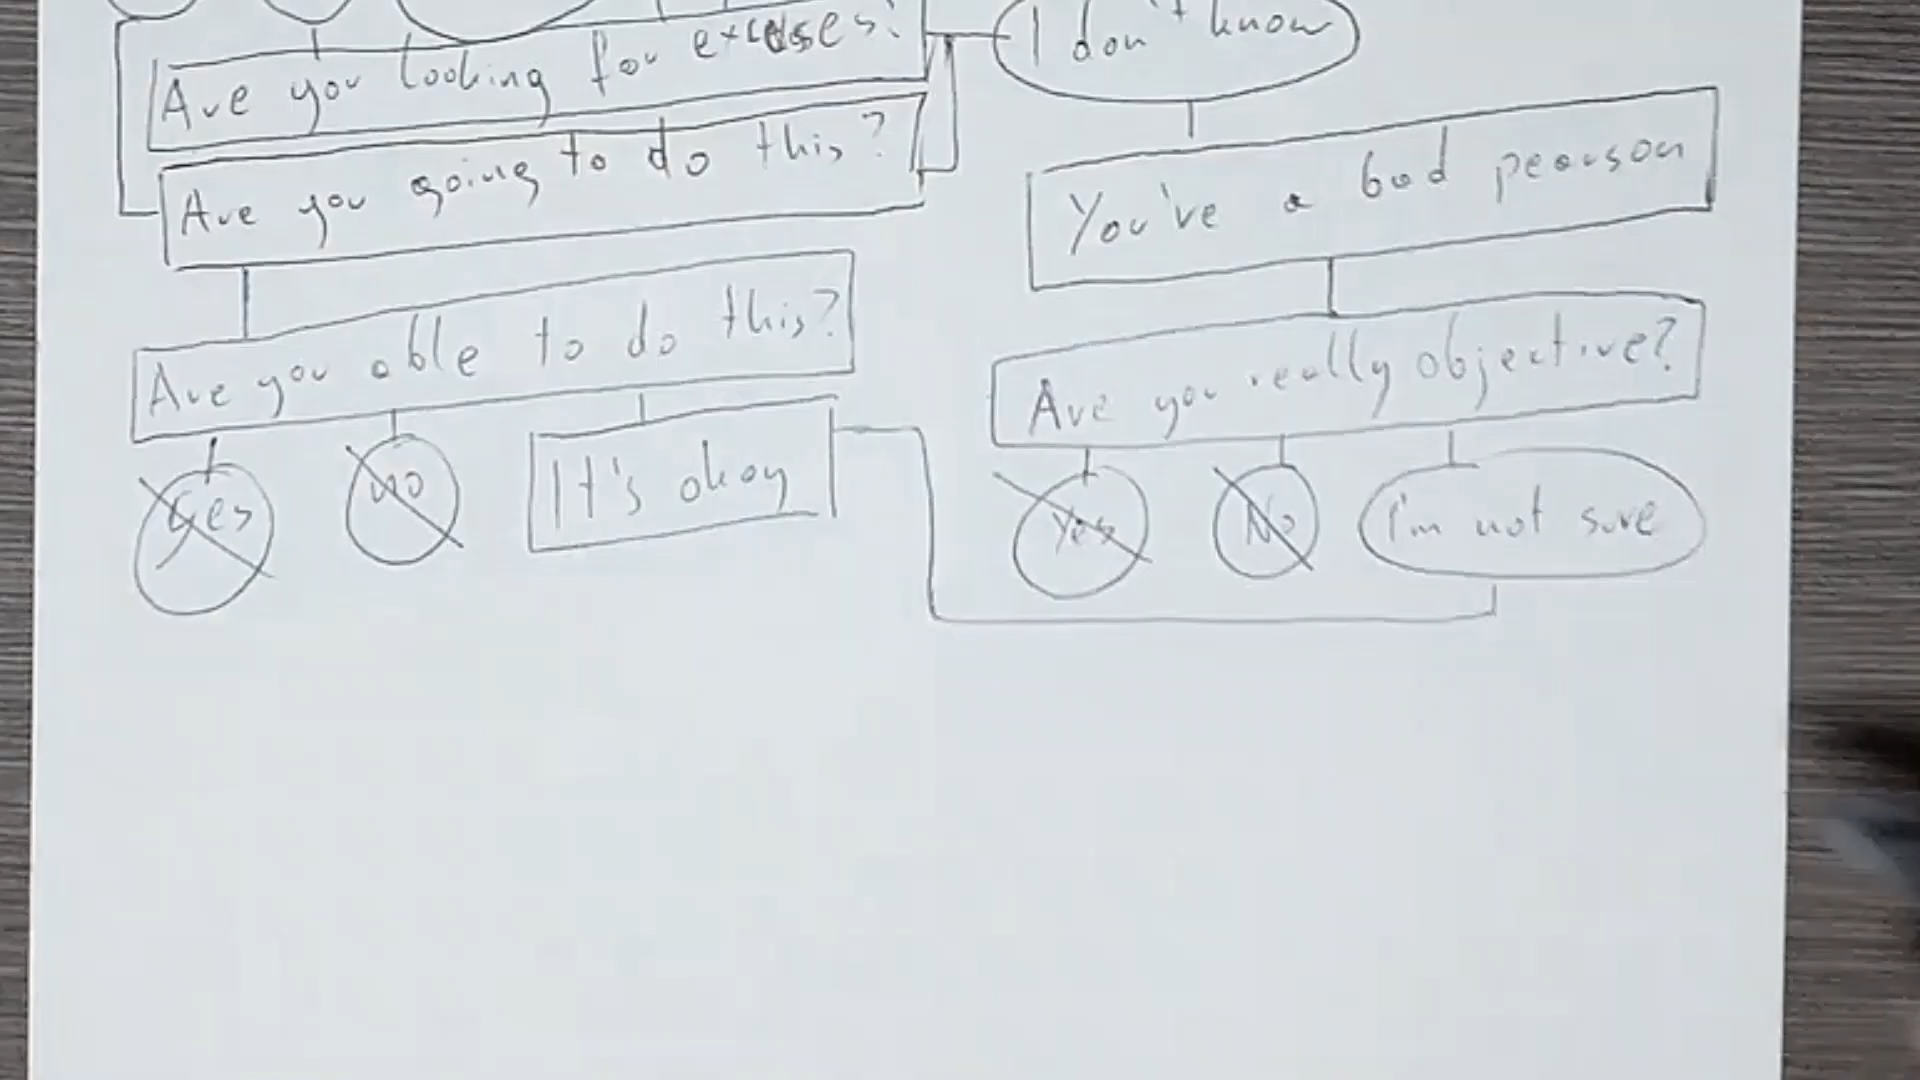 Are you looking for excuses?
I don't know
Are you going to do this?
You've a bad pearson
Are you able to do this?
Are you really objective?
Yes
No
It's okay
Yes
No
I'm not sure